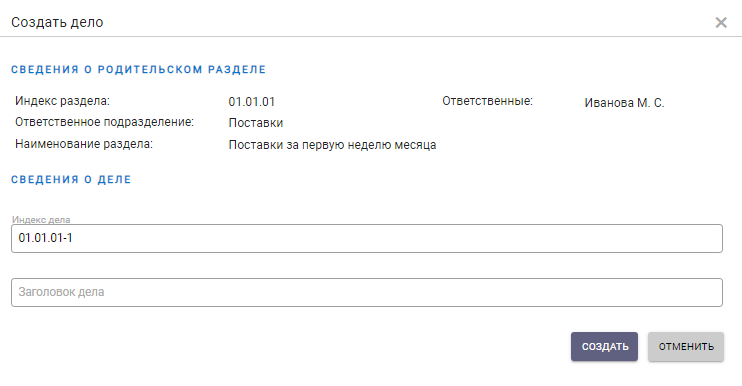 Создать дело
СВЕДЕНИЯ О РОДИТЕЛЬСКОМ РАЗДЕЛЕ
Индекс раздела: 01.01.01 Ответственные: Иванова М. С.
Ответственное подразделение: Поставки
Наименование раздела: Поставки за первую неделю месяца
СВЕДЕНИЯ О ДЕЛЕ
Индекс дела
01.01.01-1
Заголовок дела
СОЗДАТЬ ОТМЕНИТЬ